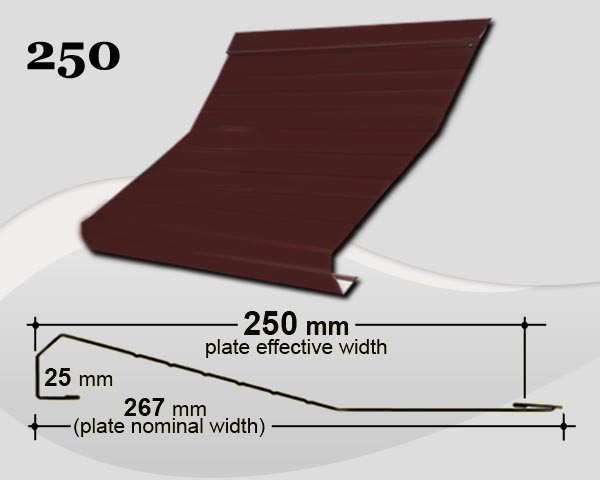 250
250 mm
plate effective width
25 mm
267 mm
(plate nominal width)